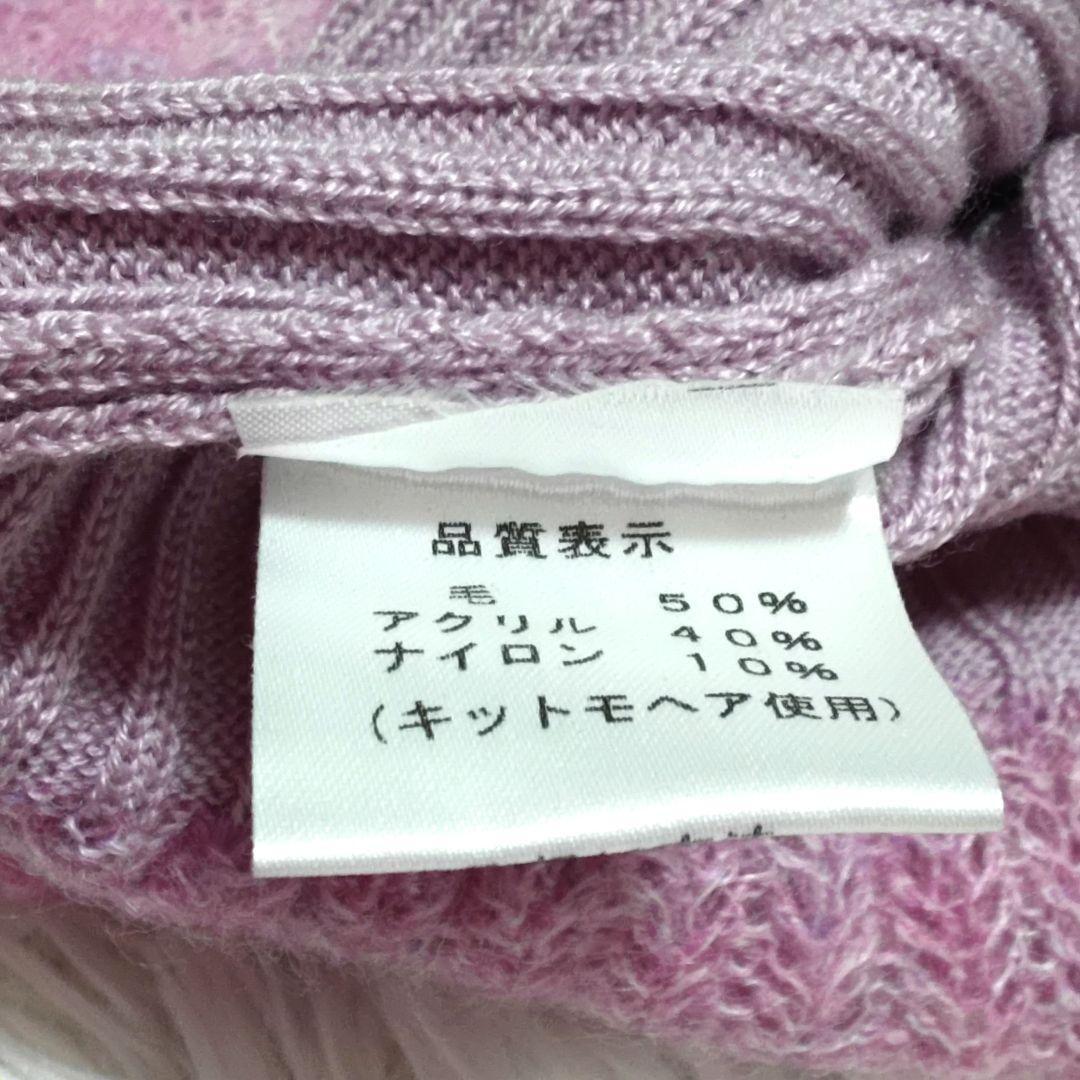 品質表示
毛 50%
アクリル 40%
ナイロン 10%
(キットモヘア使用)